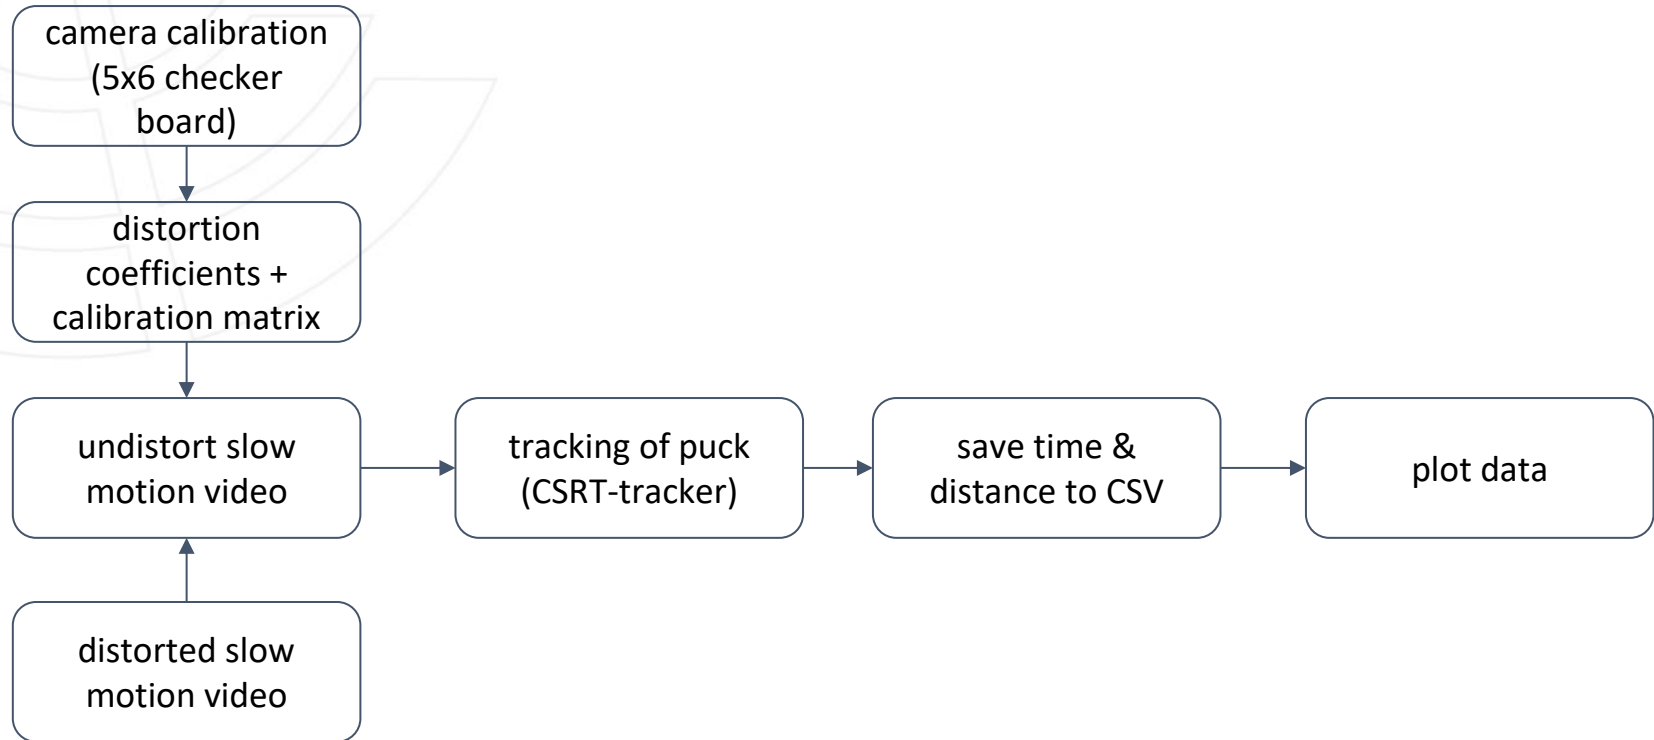 camera calibration
(5x6 checker
board)
distortion
coefficients +
calibration matrix
undistort slow
motion video
tracking of puck
(CSRT-tracker)
save time &
distance to CSV
plot data
distorted slow
motion video